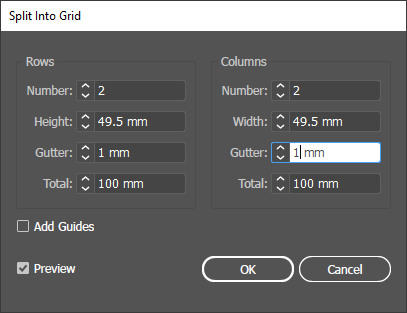 Split Into Grid
Rows
Number: 2
Height: 49.5 mm
Gutter: 1 mm
Total: 100 mm
Columns
Number: 2
Width: 49.5 mm
Gutter: 1 mm
Total: 100 mm
Add Guides
Preview
OK
Cancel